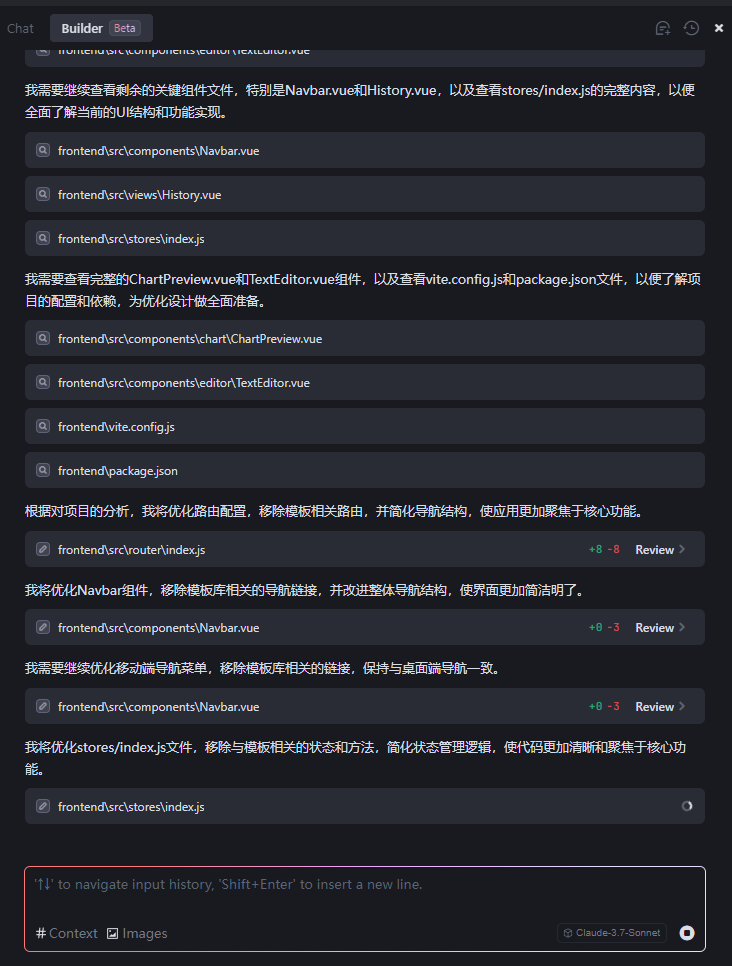 Chat
Builder Beta
frontend\src\components\editor\TextEditor.vue
我需要继续查看剩余的关键组件文件，特别是Navbar.vue和History.vue，以及查看stores/index.js的完整内容，以便
全面了解当前的UI结构和功能实现。
frontend\src\components\Navbar.vue
frontend\src\views\History.vue
frontend\src\stores\index.js
我需要查看完整的ChartPreview.vue和TextEditor.vue组件，以及查看vite.config.js和package.json文件，以便了解项
目的配置和依赖，为优化设计做全面准备。
frontend\src\components\chart\ChartPreview.vue
frontend\src\components\editor\TextEditor.vue
frontend\vite.config.js
frontend\package.json
根据对项目的分析，我将优化路由配置，移除模板相关路由，并简化导航结构，使应用更加聚焦于核心功能。
frontend\src\router\index.js +8 -8 Review
我将优化Navbar组件，移除模板库相关的导航链接，并改进整体导航结构，使界面更加简洁明了。
frontend\src\components\Navbar.vue +0 -3 Review
我需要继续优化移动端导航菜单，移除模板库相关的链接，保持与桌面端导航一致。
frontend\src\components\Navbar.vue +0 -3 Review
我将优化stores/index.js文件，移除与模板相关的状态和方法，简化状态管理逻辑，使代码更加清晰和聚焦于核心功
能。
frontend\src\stores\index.js
'↑↓' to navigate input history, 'Shift+Enter' to insert a new line.
# Context Images
Claude-3.7-Sonnet